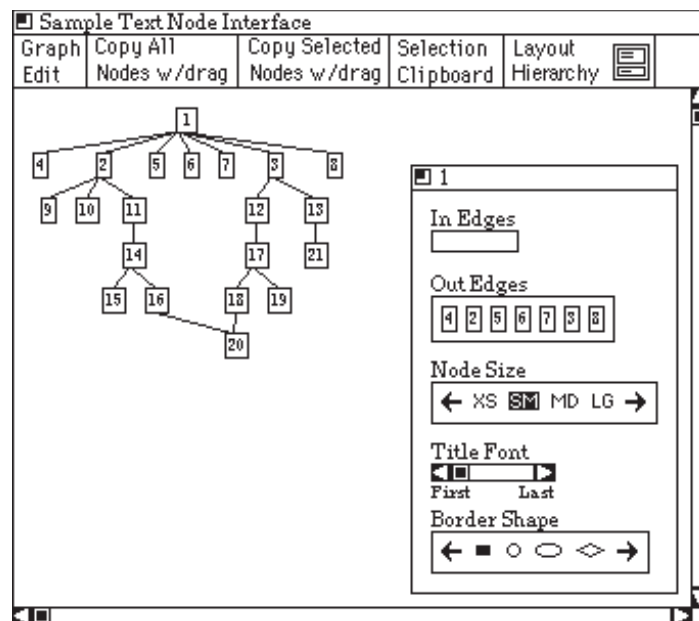 Sample Text Node Interface
Graph Edit
Copy All Nodes w/drag
Copy Selected Nodes w/drag
Selection Clipboard
Layout Hierarchy
1
4 2 5 6 7 3 8
9 10 11 12 13
14 17 21
15 16 18 19
20
1
In Edges
Out Edges
4 2 5 6 7 3 8
Node Size
XS SM MD LG
Title Font
First Last
Border Shape